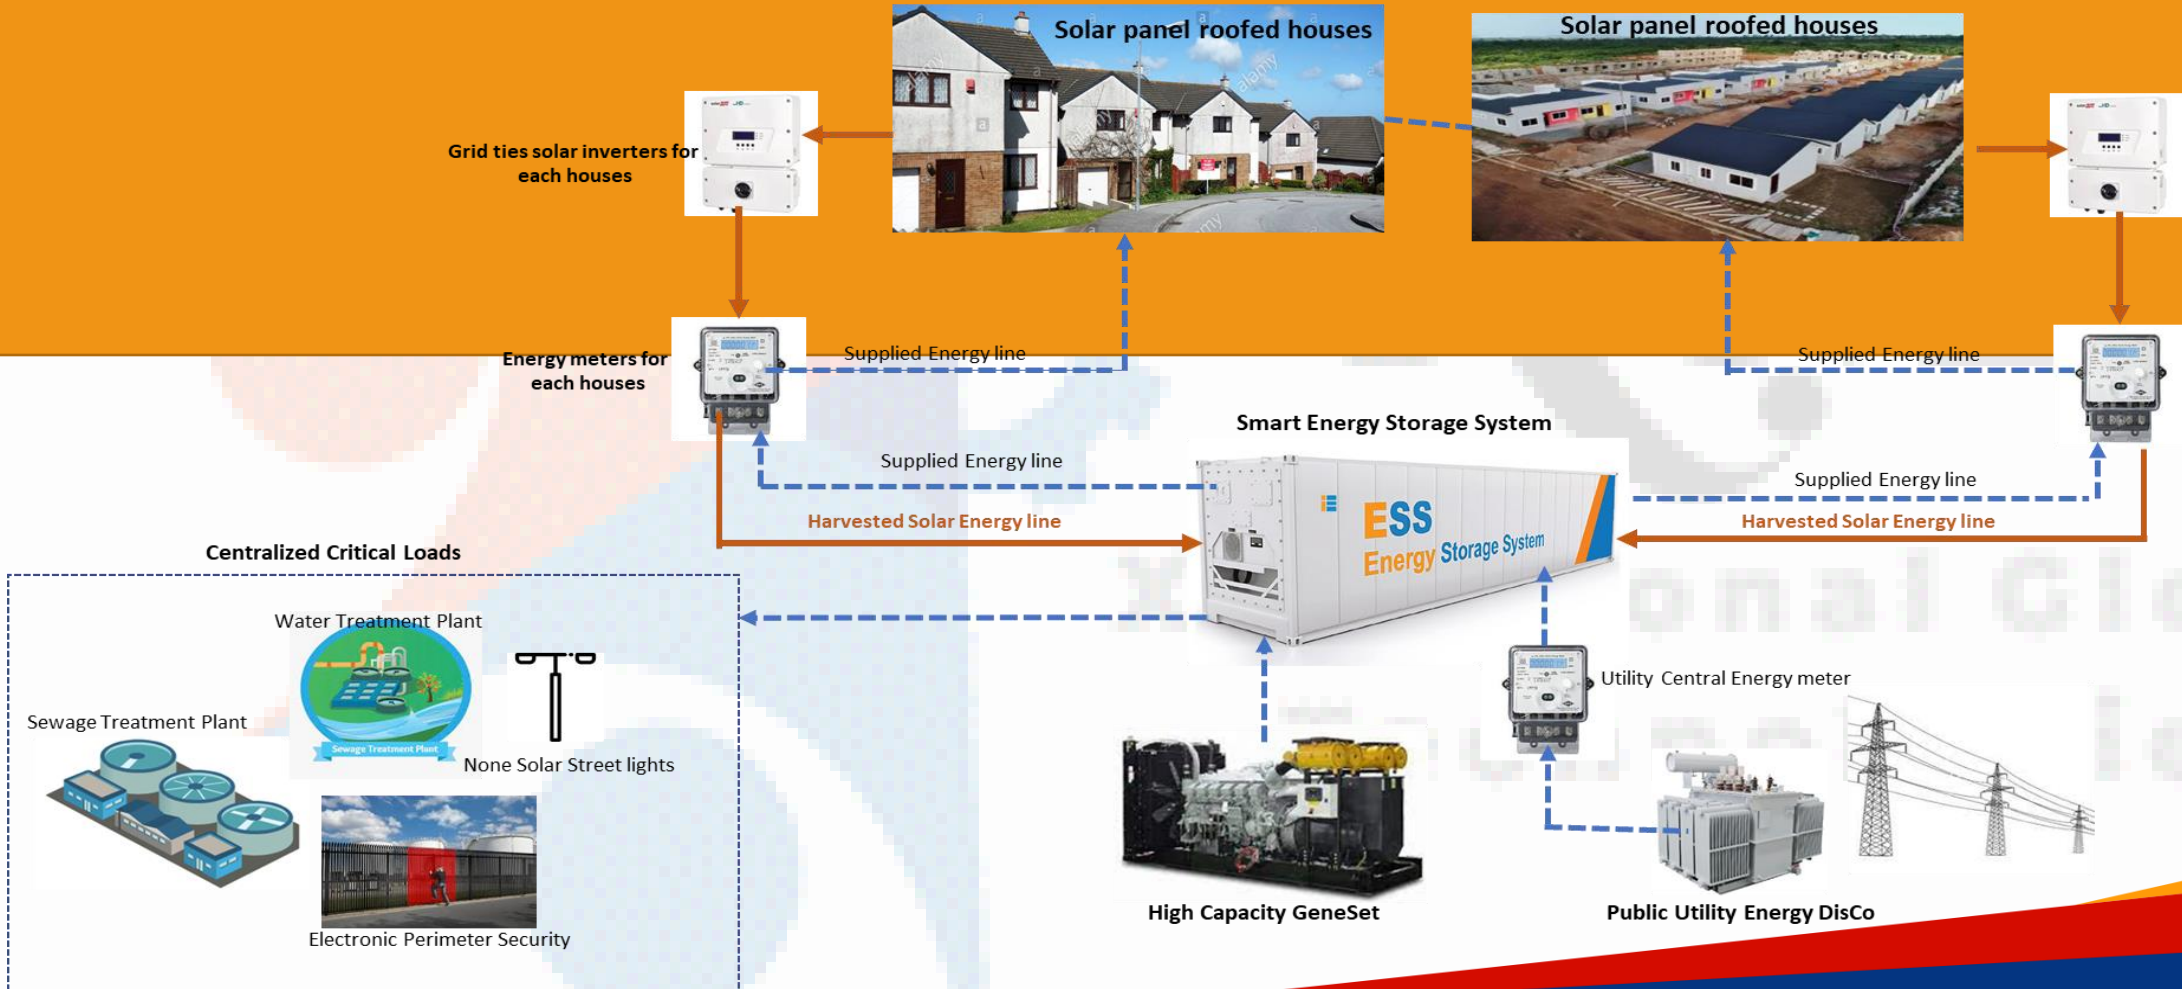 Solar panel roofed houses
Solar panel roofed houses
Grid ties solar inverters for
each houses
alamy
alamy
Energy meters for
each houses
Supplied Energy line
Supplied Energy line
Smart Energy Storage System
Supplied Energy line
Supplied Energy line
Harvested Solar Energy line
Harvested Solar Energy line
ESS
Energy Storage System
Centralized Critical Loads
Water Treatment Plant
Sewage Treatment Plant
Sewage Treatment Plant
None Solar Street lights
Electronic Perimeter Security
Utility Central Energy meter
High Capacity GeneSet
Public Utility Energy DisCo